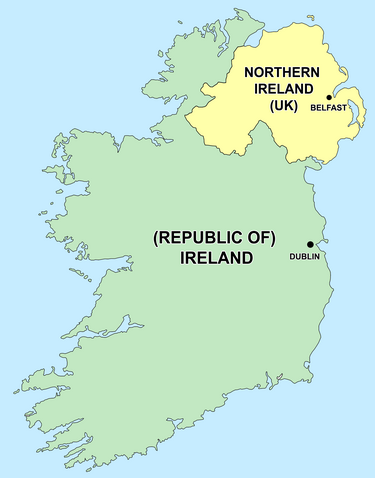 NORTHERN
IRELAND
(UK)
BELFAST
(REPUBLIC OF)
IRELAND
DUBLIN